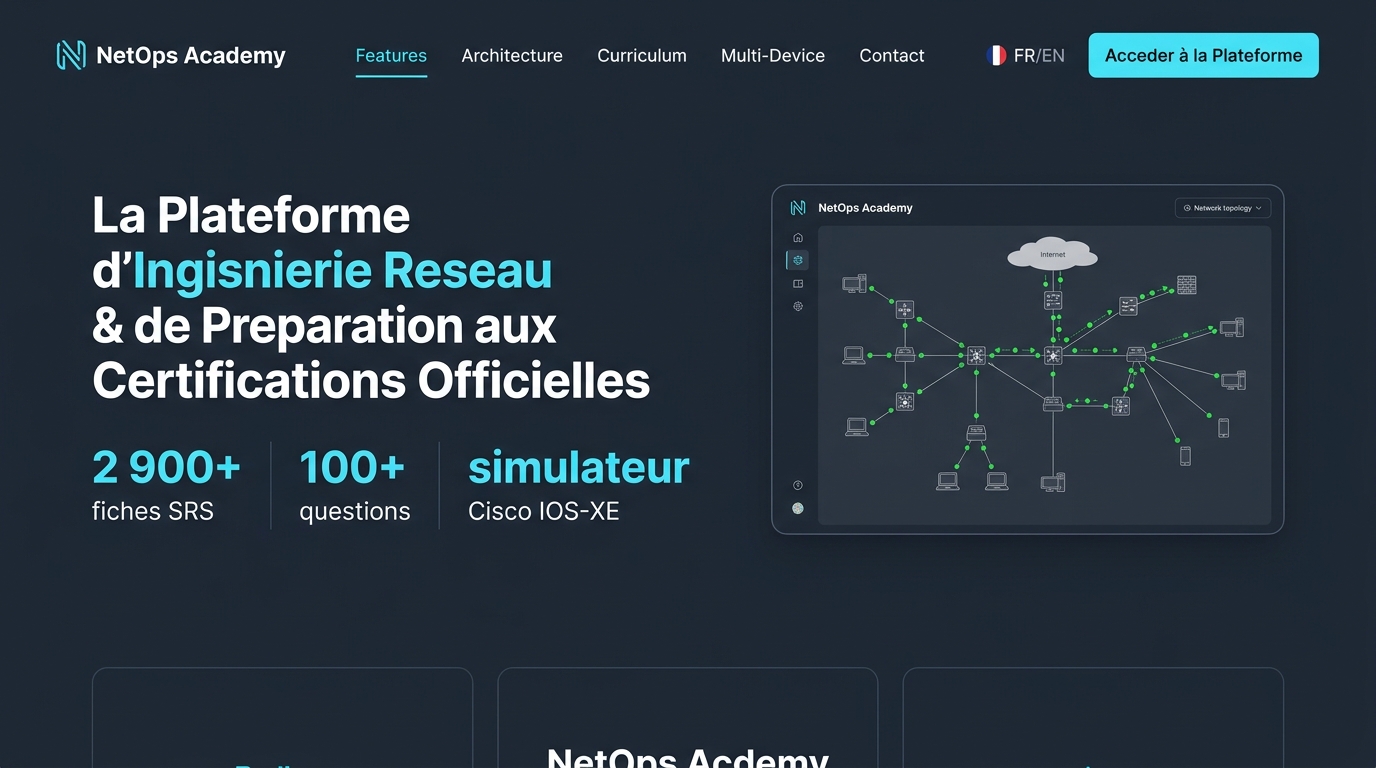 NetOps Academy
Features
Architecture
Curriculum
Multi-Device
Contact
FR/EN
Acceder à la Plateforme
La Plateforme
d’Ingisnierie Reseau
& de Preparation aux
Certifications Officielles
2 900+
fiches SRS
100+
questions
simulateur
Cisco IOS-XE
NetOps Academy
Network topology
Internet
NetOps Acdemy